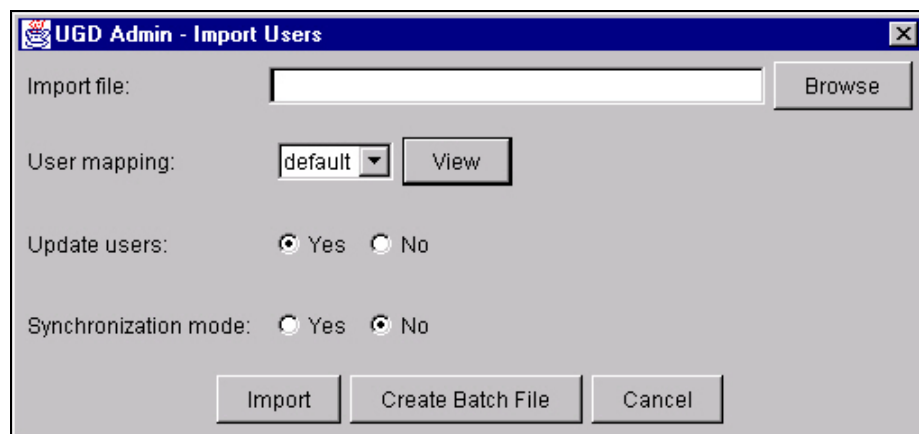 UGD Admin - Import Users
Import file: Browse
User mapping: default View
Update users: Yes No
Synchronization mode: Yes No
Import Create Batch File Cancel